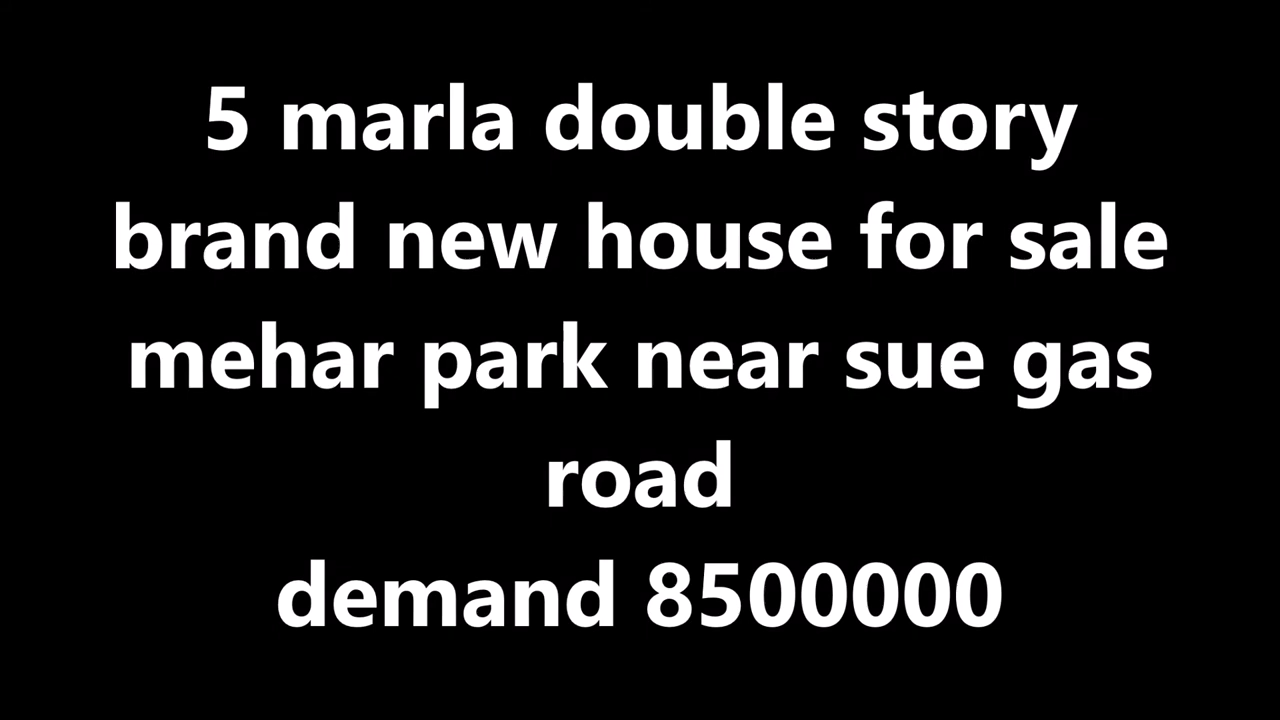 5 marla double story
brand new house for sale
mehar park near sue gas
road
demand 8500000